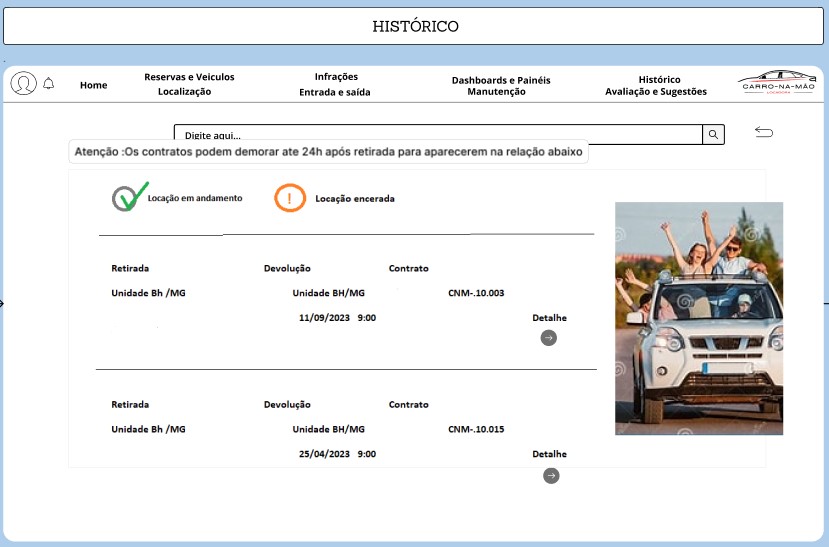 HISTÓRICO
Home
Reservas e Veiculos
Localização
Infrações
Entrada e saída
Dashboards e Painéis
Manutenção
Histórico
Avaliação e Sugestões
CARRO-NA-MÃO
LOCADORA
Digite aqui...
Atenção :Os contratos podem demorar ate 24h após retirada para aparecerem na relação abaixo
Locação em andamento
! Locação encerada
Retirada Devolução Contrato
Unidade Bh /MG Unidade BH/MG CNM-.10.003
11/09/2023 9:00 Detalhe
Retirada Devolução Contrato
Unidade Bh /MG Unidade BH/MG CNM-.10.015
25/04/2023 9:00 Detalhe